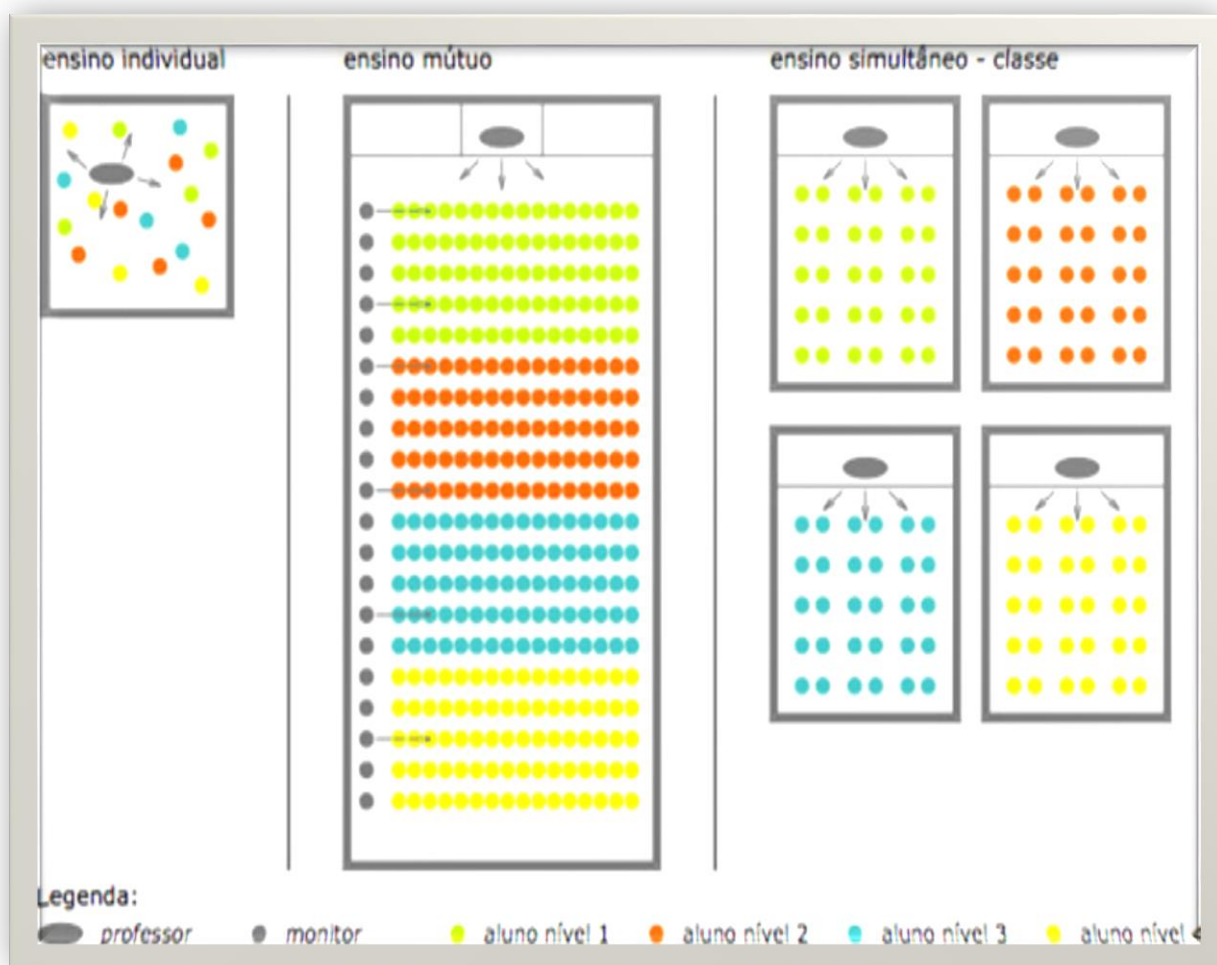 ensino individual
ensino mútuo
ensino simultâneo - classe
Legenda:
professor
monitor
aluno nível 1
aluno nível 2
aluno nível 3
aluno nível 4